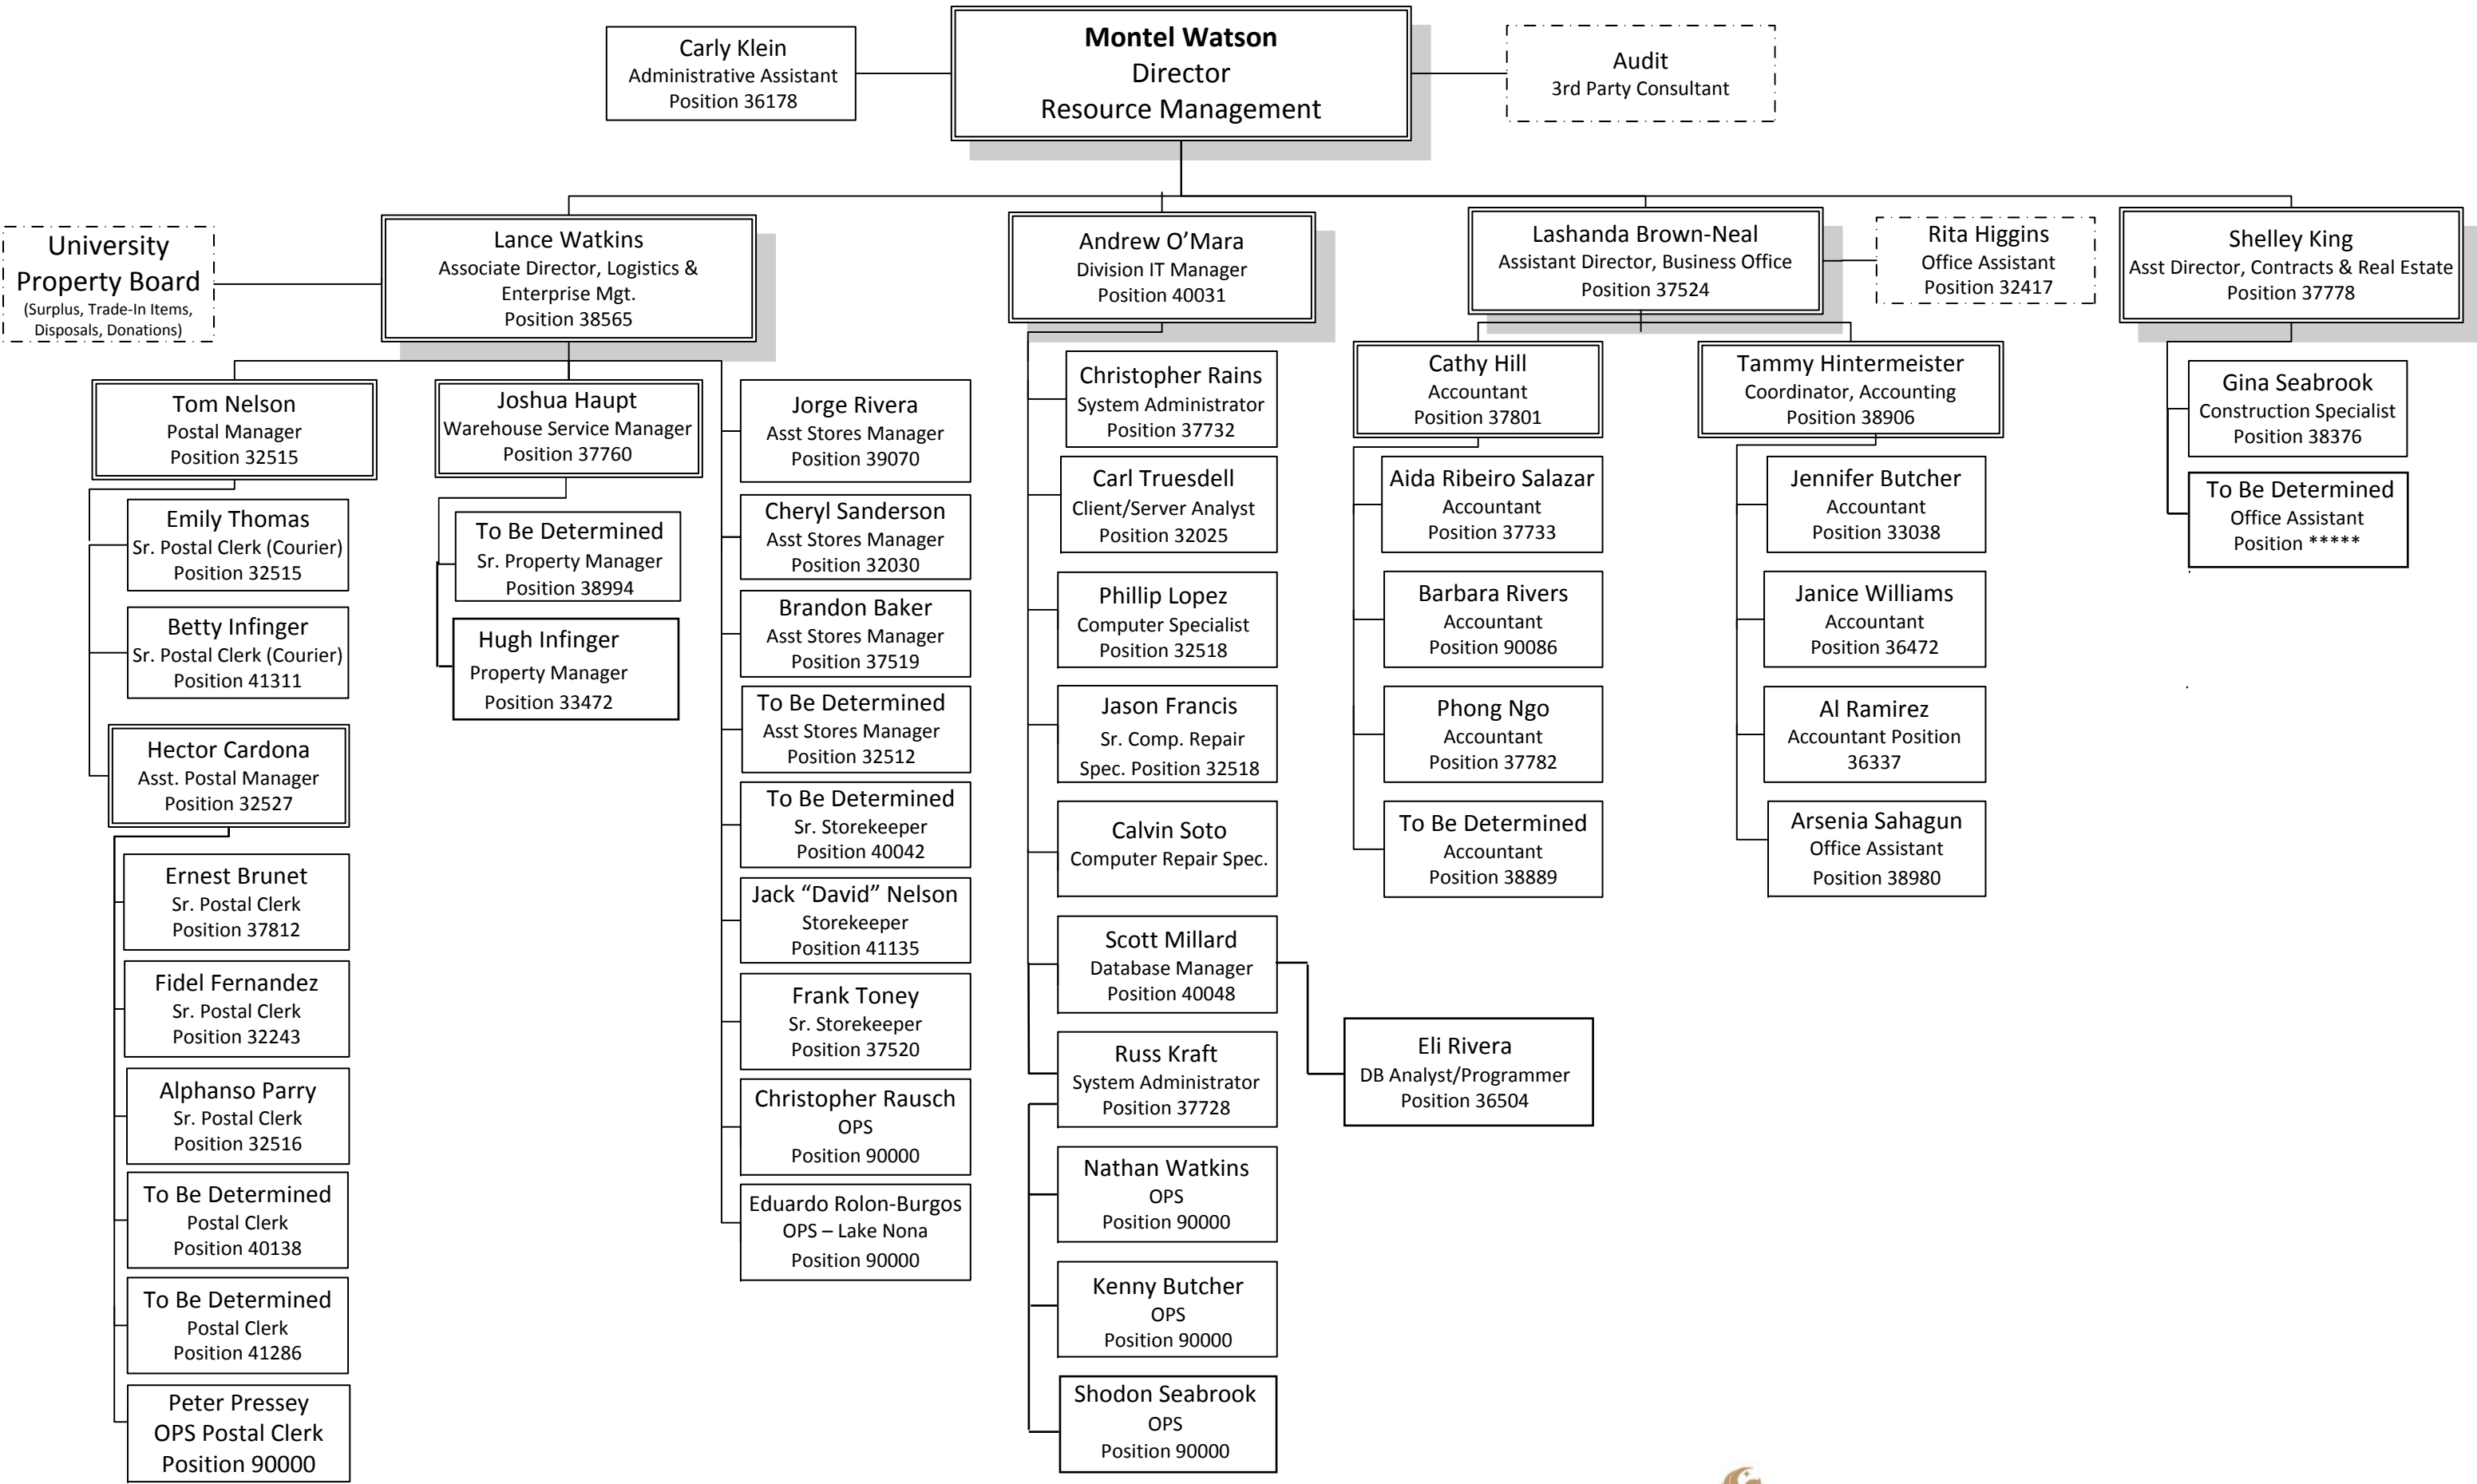 Carly Klein
Administrative Assistant
Position 36178
Montel Watson
Director
Resource Management
Audit
3rd Party Consultant
University
Property Board
(Surplus, Trade-In Items,
Disposals, Donations)
Lance Watkins
Associate Director, Logistics &
Enterprise Mgt.
Position 38565
Andrew O’Mara
Division IT Manager
Position 40031
Lashanda Brown-Neal
Assistant Director, Business Office
Position 37524
Rita Higgins
Office Assistant
Position 32417
Shelley King
Asst Director, Contracts & Real Estate
Position 37778
Tom Nelson
Postal Manager
Position 32515
Emily Thomas
Sr. Postal Clerk (Courier)
Position 32515
Betty Infinger
Sr. Postal Clerk (Courier)
Position 41311
Hector Cardona
Asst. Postal Manager
Position 32527
Ernest Brunet
Sr. Postal Clerk
Position 37812
Fidel Fernandez
Sr. Postal Clerk
Position 32243
Alphanso Parry
Sr. Postal Clerk
Position 32516
To Be Determined
Postal Clerk
Position 40138
To Be Determined
Postal Clerk
Position 41286
Peter Pressey
OPS Postal Clerk
Position 90000
Joshua Haupt
Warehouse Service Manager
Position 37760
To Be Determined
Sr. Property Manager
Position 38994
Hugh Infinger
Property Manager
Position 33472
Jorge Rivera
Asst Stores Manager
Position 39070
Cheryl Sanderson
Asst Stores Manager
Position 32030
Brandon Baker
Asst Stores Manager
Position 37519
To Be Determined
Asst Stores Manager
Position 32512
To Be Determined
Sr. Storekeeper
Position 40042
Jack “David” Nelson
Storekeeper
Position 41135
Frank Toney
Sr. Storekeeper
Position 37520
Christopher Rausch
OPS
Position 90000
Eduardo Rolon-Burgos
OPS – Lake Nona
Position 90000
Christopher Rains
System Administrator
Position 37732
Carl Truesdell
Client/Server Analyst
Position 32025
Phillip Lopez
Computer Specialist
Position 32518
Jason Francis
Sr. Comp. Repair
Spec. Position 32518
Calvin Soto
Computer Repair Spec.
Scott Millard
Database Manager
Position 40048
Russ Kraft
System Administrator
Position 37728
Nathan Watkins
OPS
Position 90000
Kenny Butcher
OPS
Position 90000
Shodon Seabrook
OPS
Position 90000
Eli Rivera
DB Analyst/Programmer
Position 36504
Cathy Hill
Accountant
Position 37801
Aida Ribeiro Salazar
Accountant
Position 37733
Barbara Rivers
Accountant
Position 90086
Phong Ngo
Accountant
Position 37782
To Be Determined
Accountant
Position 38889
Tammy Hintermeister
Coordinator, Accounting
Position 38906
Jennifer Butcher
Accountant
Position 33038
Janice Williams
Accountant
Position 36472
Al Ramirez
Accountant Position
36337
Arsenia Sahagun
Office Assistant
Position 38980
Gina Seabrook
Construction Specialist
Position 38376
To Be Determined
Office Assistant
Position *****